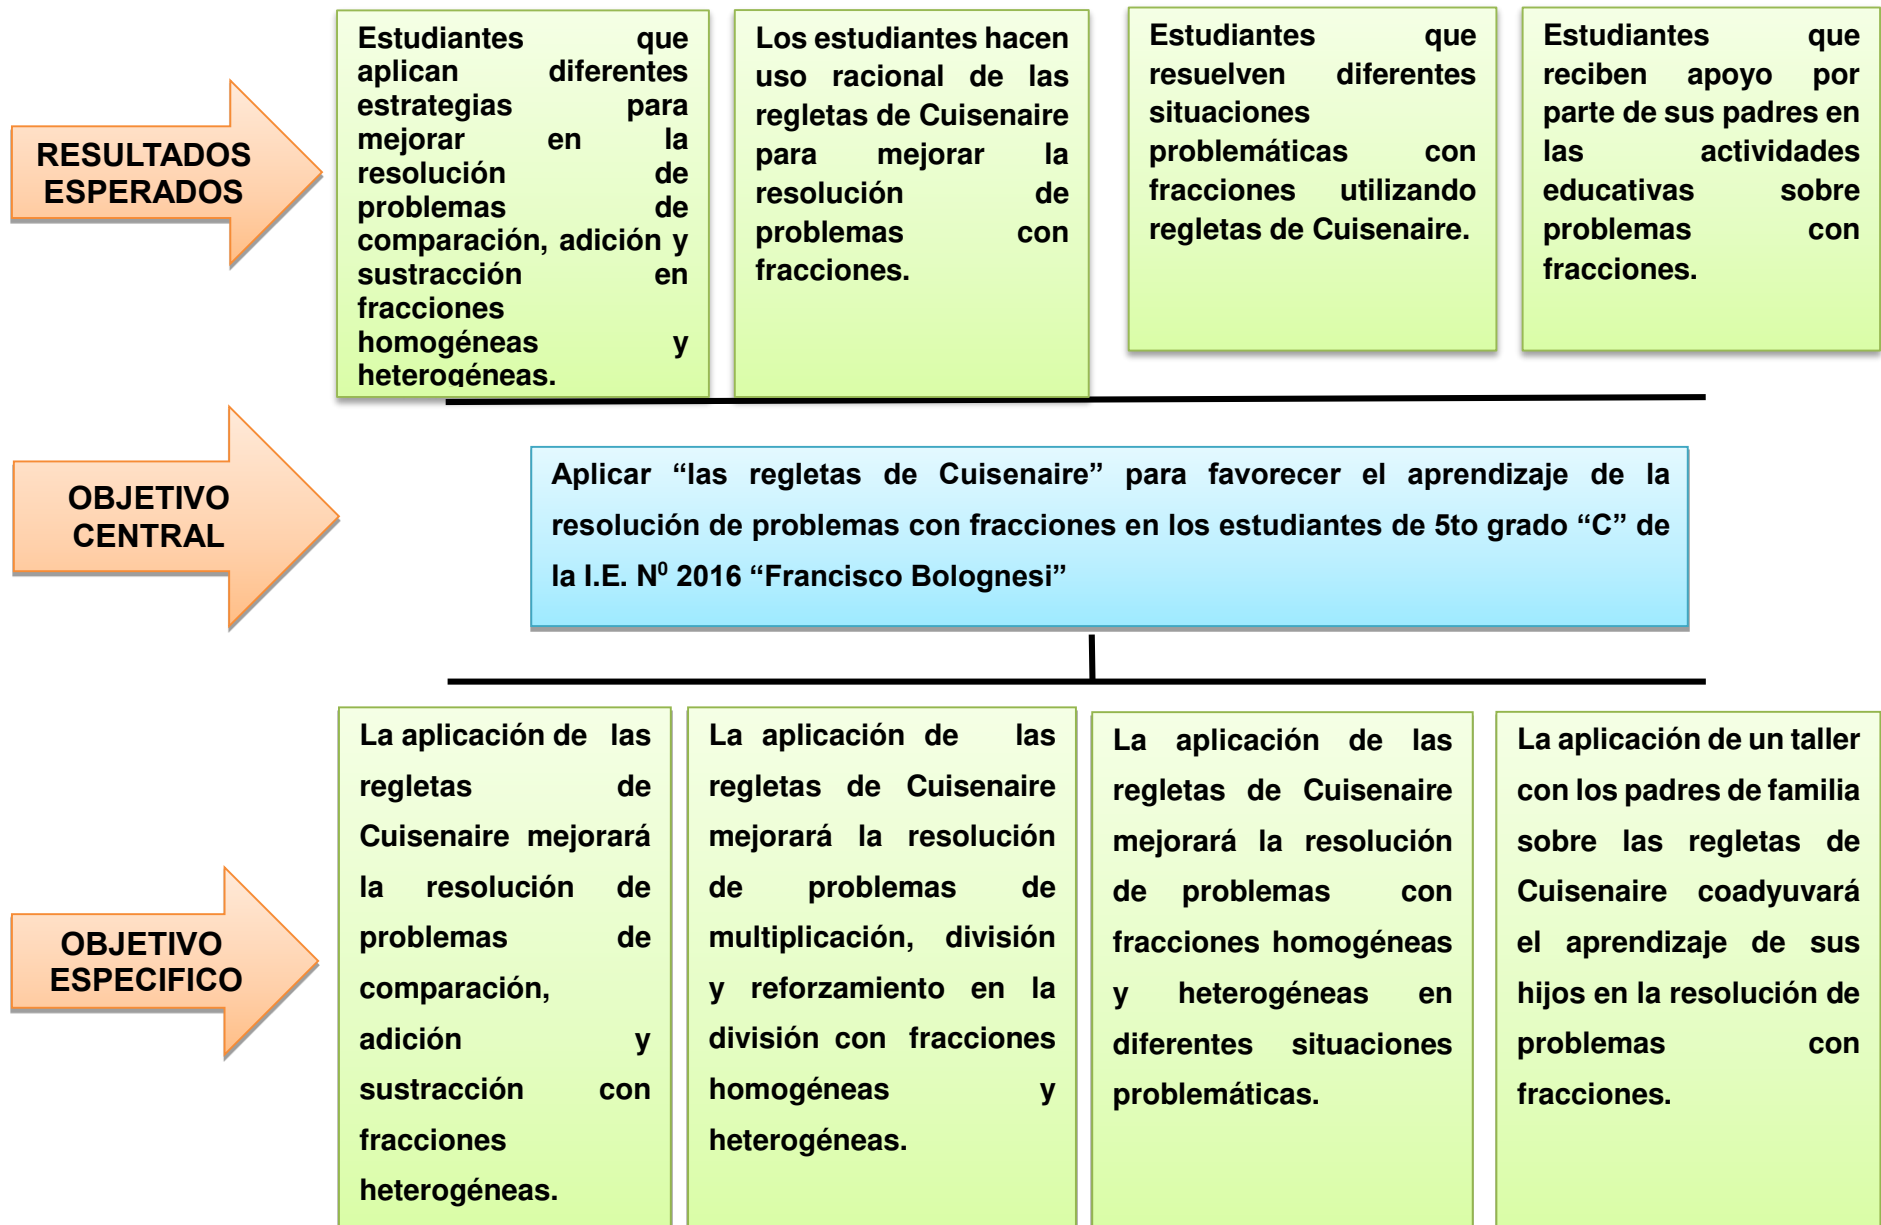 RESULTADOS
ESPERADOS
Estudiantes que
aplican diferentes
estrategias para
mejorar en la
resolución de
problemas de
comparación, adición y
sustracción en
fracciones
homogéneas y
heterogéneas.
Los estudiantes hacen
uso racional de las
regletas de Cuisenaire
para mejorar la
resolución de
problemas con
fracciones.
Estudiantes que
resuelven diferentes
situaciones
problemáticas con
fracciones utilizando
regletas de Cuisenaire.
Estudiantes que
reciben apoyo por
parte de sus padres en
las actividades
educativas sobre
problemas con
fracciones.
OBJETIVO
CENTRAL
Aplicar “las regletas de Cuisenaire” para favorecer el aprendizaje de la
resolución de problemas con fracciones en los estudiantes de 5to grado “C” de
la I.E. N⁰ 2016 “Francisco Bolognesi”
OBJETIVO
ESPECIFICO
La aplicación de las
regletas de
Cuisenaire mejorará
la resolución de
problemas de
comparación,
adición y
sustracción con
fracciones
heterogéneas.
La aplicación de las
regletas de Cuisenaire
mejorará la resolución
de problemas de
multiplicación, división
y reforzamiento en la
división con fracciones
homogéneas y
heterogéneas.
La aplicación de las
regletas de Cuisenaire
mejorará la resolución
de problemas con
fracciones homogéneas
y heterogéneas en
diferentes situaciones
problemáticas.
La aplicación de un taller
con los padres de familia
sobre las regletas de
Cuisenaire coadyuvará
el aprendizaje de sus
hijos en la resolución de
problemas con
fracciones.